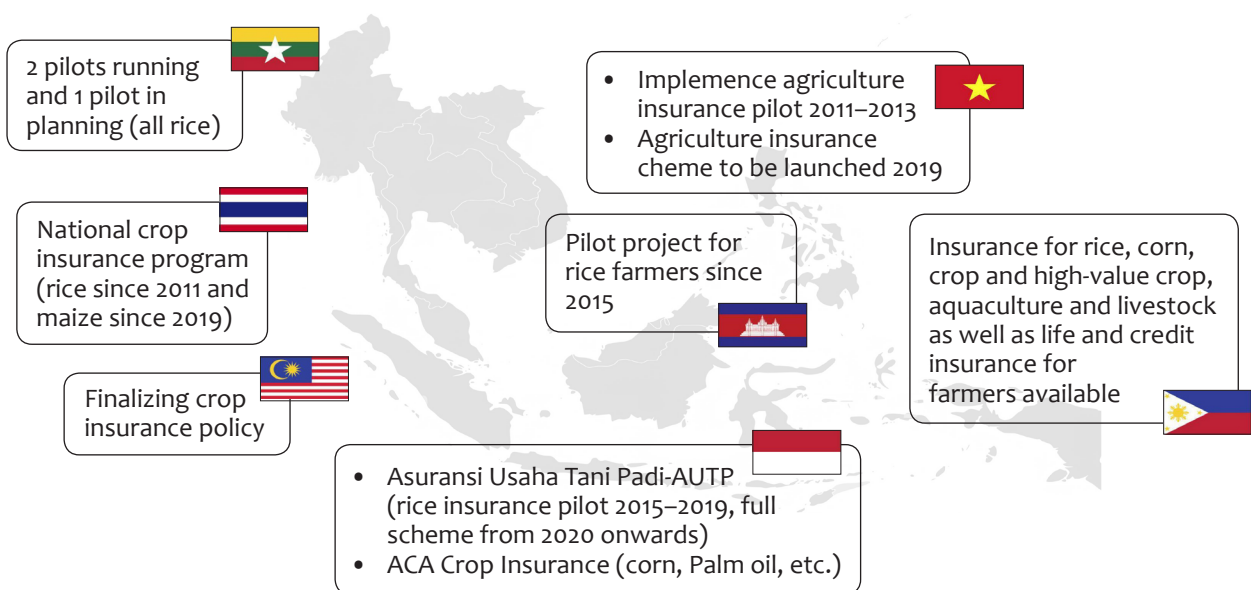 2 pilots running
and 1 pilot in
planning (all rice)
• Implemence agriculture
insurance pilot 2011–2013
• Agriculture insurance
cheme to be launched 2019
National crop
insurance program
(rice since 2011 and
maize since 2019)
Pilot project for
rice farmers since
2015
Insurance for rice, corn,
crop and high-value crop,
aquaculture and livestock
as well as life and credit
insurance for
farmers available
Finalizing crop
insurance policy
• Asuransi Usaha Tani Padi-AUTP
(rice insurance pilot 2015–2019, full
scheme from 2020 onwards)
• ACA Crop Insurance (corn, Palm oil, etc.)